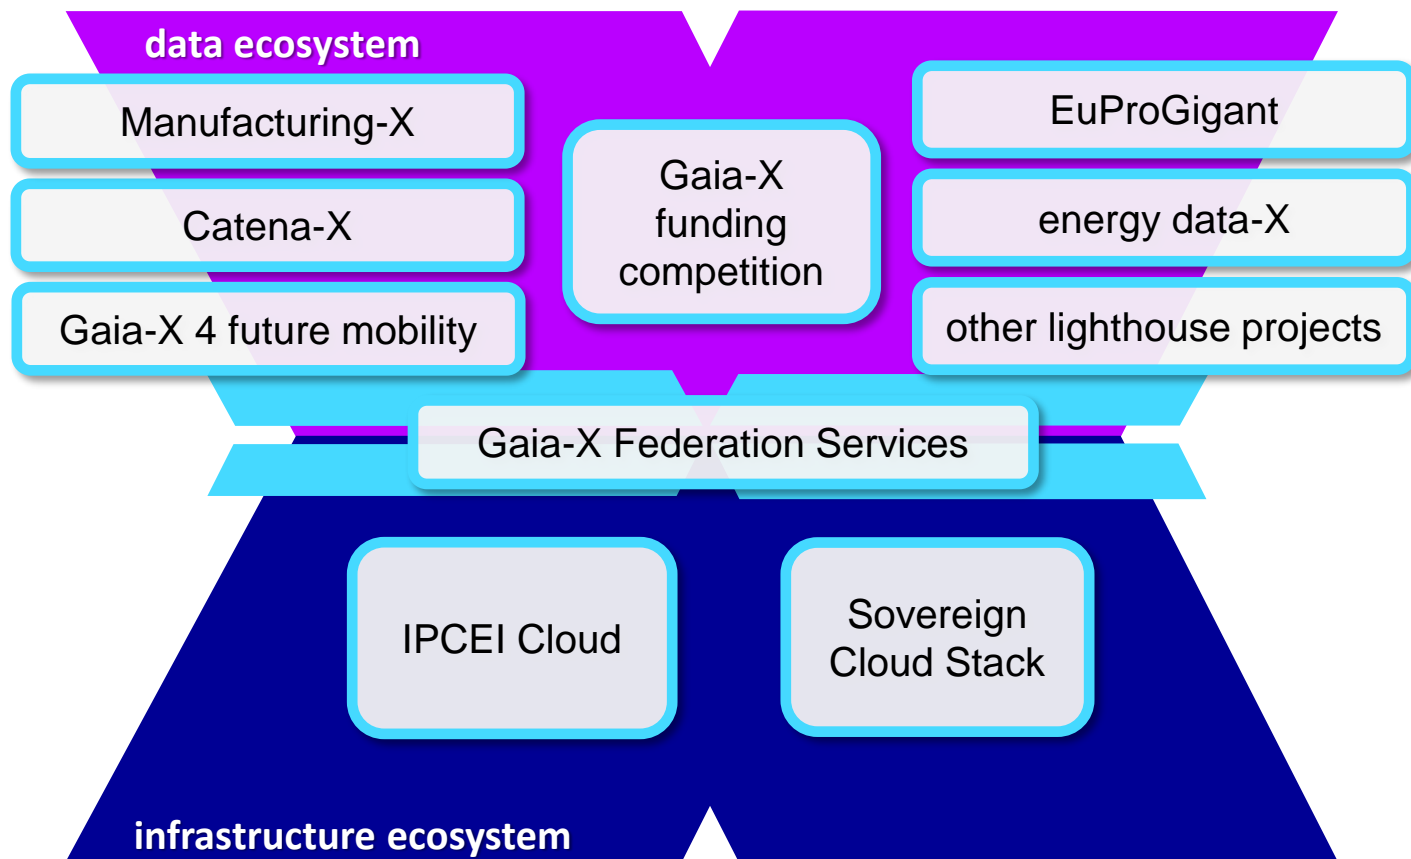 data ecosystem
Manufacturing-X
Catena-X
Gaia-X 4 future mobility
Gaia-X
funding
competition
EuProGigant
energy data-X
other lighthouse projects
Gaia-X Federation Services
IPCEI Cloud
Sovereign
Cloud Stack
infrastructure ecosystem